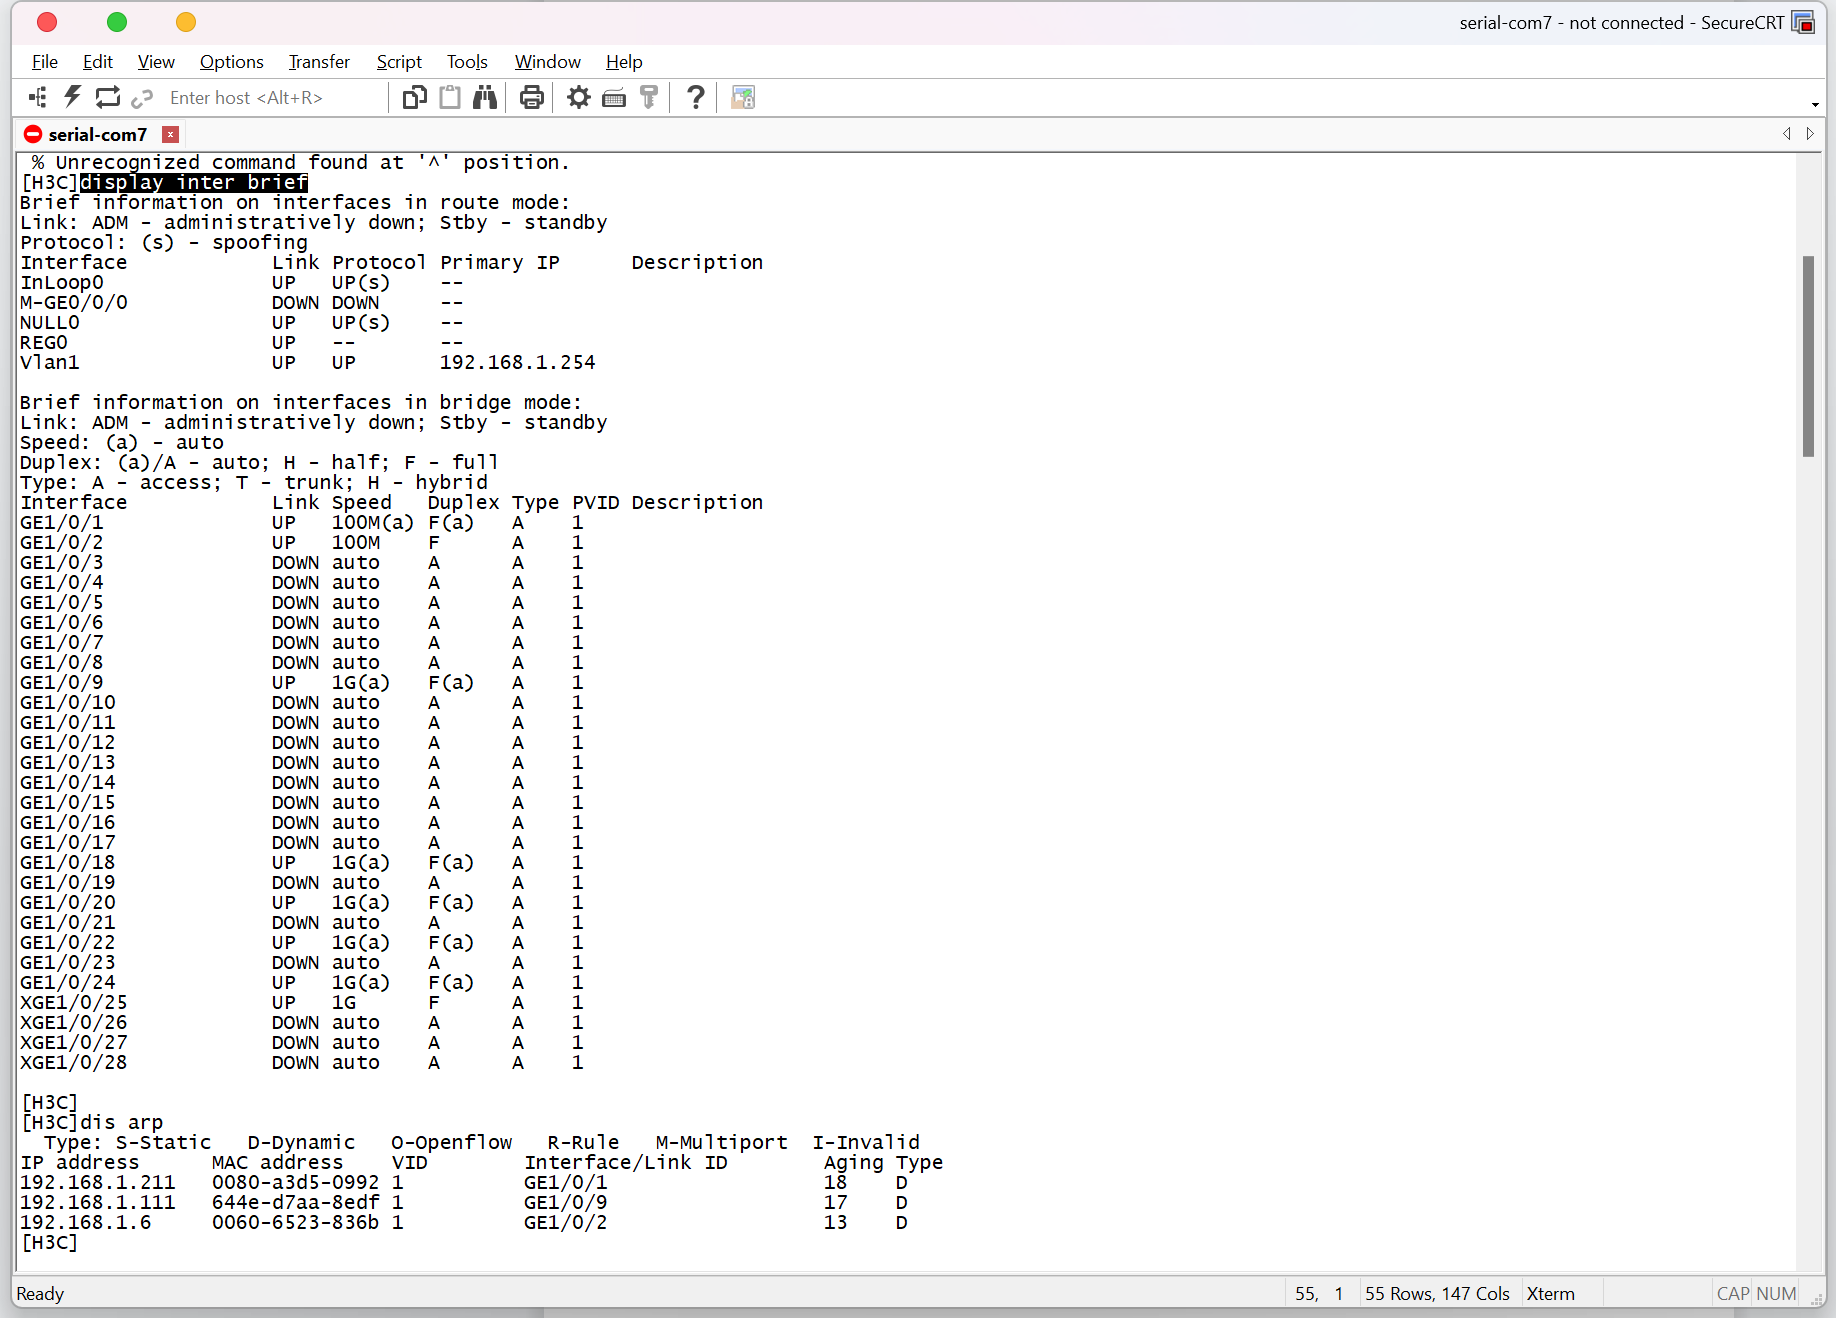 serial-com7 - not connected - SecureCRT
File Edit View Options Transfer Script Tools Window Help
Enter host <Alt+R>
serial-com7
% Unrecognized command found at '^' position.
[H3C]display inter brief
Brief information on interfaces in route mode:
Link: ADM - administratively down; Stby - standby
Protocol: (s) - spoofing
Interface Link Protocol Primary IP Description
InLoop0 UP UP(s) --
M-GE0/0/0 DOWN DOWN --
NULL0 UP UP(s) --
REG0 UP -- --
Vlan1 UP UP 192.168.1.254
Brief information on interfaces in bridge mode:
Link: ADM - administratively down; Stby - standby
Speed: (a) - auto
Duplex: (a)/A - auto; H - half; F - full
Type: A - access; T - trunk; H - hybrid
Interface Link Speed Duplex Type PVID Description
GE1/0/1 UP 100M(a) F(a) A 1
GE1/0/2 UP 100M F A 1
GE1/0/3 DOWN auto A A 1
GE1/0/4 DOWN auto A A 1
GE1/0/5 DOWN auto A A 1
GE1/0/6 DOWN auto A A 1
GE1/0/7 DOWN auto A A 1
GE1/0/8 DOWN auto A A 1
GE1/0/9 UP 1G(a) F(a) A 1
GE1/0/10 DOWN auto A A 1
GE1/0/11 DOWN auto A A 1
GE1/0/12 DOWN auto A A 1
GE1/0/13 DOWN auto A A 1
GE1/0/14 DOWN auto A A 1
GE1/0/15 DOWN auto A A 1
GE1/0/16 DOWN auto A A 1
GE1/0/17 DOWN auto A A 1
GE1/0/18 UP 1G(a) F(a) A 1
GE1/0/19 DOWN auto A A 1
GE1/0/20 UP 1G(a) F(a) A 1
GE1/0/21 DOWN auto A A 1
GE1/0/22 UP 1G(a) F(a) A 1
GE1/0/23 DOWN auto A A 1
GE1/0/24 UP 1G(a) F(a) A 1
XGE1/0/25 UP 1G F A 1
XGE1/0/26 DOWN auto A A 1
XGE1/0/27 DOWN auto A A 1
XGE1/0/28 DOWN auto A A 1
[H3C]
[H3C]dis arp
Type: S-Static D-Dynamic O-Openflow R-Rule M-Multiport I-Invalid
IP address MAC address VID Interface/Link ID Aging Type
192.168.1.211 0080-a3d5-0992 1 GE1/0/1 18 D
192.168.1.111 644e-d7aa-8edf 1 GE1/0/9 17 D
192.168.1.6 0060-6523-836b 1 GE1/0/2 13 D
[H3C]
Ready 55, 1 55 Rows, 147 Cols Xterm CAP NUM